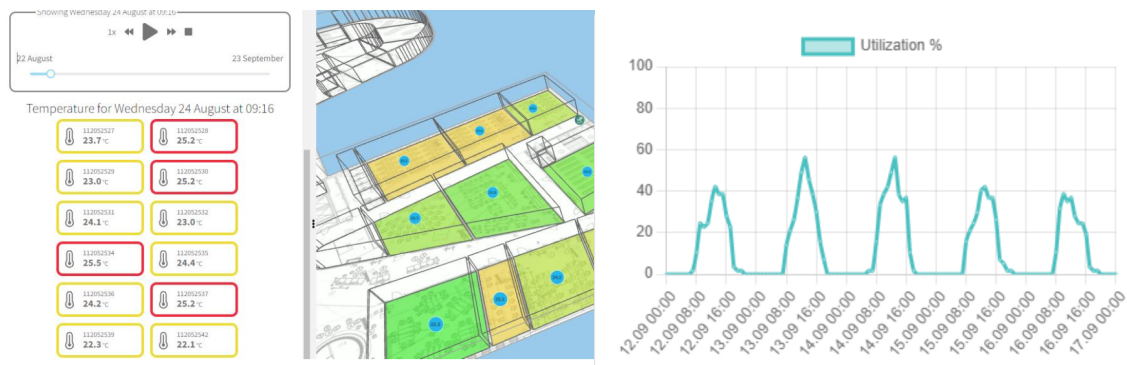 Showing Wednesday 24 August at 09:16
1x
22 August 23 September
Temperature for Wednesday 24 August at 09:16
112052527 112052528
23.7 °C 25.2 °C
112052529 112052530
23.0 °C 25.2 °C
112052531 112052532
24.1 °C 23.0 °C
112052534 112052535
25.5 °C 24.4 °C
112052536 112052537
24.2 °C 25.2 °C
112052539 112052542
22.3 °C 22.1 °C
Utilization %
100
80
60
40
20
0
12.09 00:00 12.09 08:00 12.09 16:00 13.09 00:00 13.09 08:00 13.09 16:00 14.09 00:00 14.09 08:00 14.09 16:00 15.09 00:00 15.09 08:00 15.09 16:00 16.09 00:00 16.09 08:00 16.09 16:00 17.09 00:00